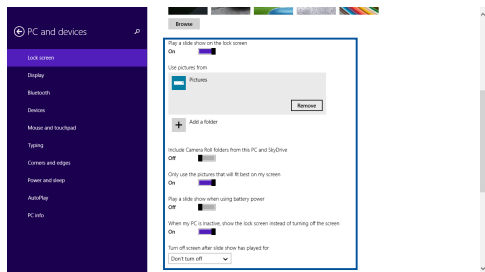 PC and devices
Lock screen
Display
Bluetooth
Devices
Mouse and touchpad
Typing
Corners and edges
Power and sleep
AutoPlay
PC info
Browse
Play a slide show on the lock screen
On
Use pictures from
Pictures
Remove
Add a folder
Include Camera Roll folders from this PC and SkyDrive
Off
Only use the pictures that will fit best on my screen
On
Play a slide show when using battery power
Off
When my PC is inactive, show the lock screen instead of turning off the screen
On
Turn off screen after slide show has played for
Don't turn off